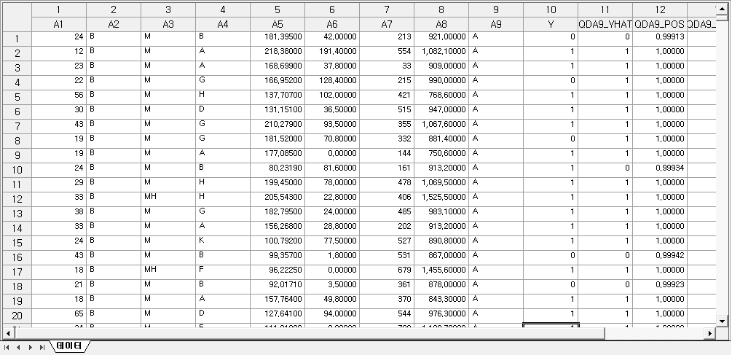 1 2 3 4 5 6 7 8 9 10 11 12
A1 A2 A3 A4 A5 A6 A7 A8 A9 Y QDA9_YHAT QDA9_POS QDA9_
1 24 B M B 181,39500 42,00000 213 921,00000 A 0 0 0,99913
2 12 B M A 218,38000 191,40000 554 1,082,10000 A 1 1 1,00000
3 23 B M A 168,69900 37,80000 33 909,00000 A 1 1 1,00000
4 22 B M G 166,95200 128,40000 215 990,00000 A 0 0 1,00000
5 56 B M H 137,70700 102,00000 421 768,60000 A 1 1 1,00000
6 30 B M D 131,15100 36,50000 515 947,00000 A 1 1 1,00000
7 43 B M G 210,27900 93,50000 355 1,067,60000 A 1 1 1,00000
8 19 B M G 181,52000 70,80000 332 881,40000 A 0 1 1,00000
9 19 B M A 177,08500 0,00000 144 750,60000 A 1 1 1,00000
10 24 B M B 80,23190 81,60000 161 913,20000 A 1 0 0,99934
11 29 B M H 199,45000 78,00000 478 1,069,50000 A 1 1 1,00000
12 33 B MH H 205,54300 22,80000 406 1,525,50000 A 1 1 1,00000
13 38 B M G 182,79500 24,00000 485 983,10000 A 1 1 1,00000
14 33 B M A 156,26800 28,80000 202 913,20000 A 1 1 1,00000
15 24 B M K 100,79200 77,50000 527 890,80000 A 1 1 1,00000
16 43 B M B 99,35700 1,80000 531 867,00000 A 0 0 0,99942
17 18 B MH F 96,22250 0,00000 679 1,455,60000 A 1 1 1,00000
18 21 B M B 92,01710 3,50000 361 878,00000 A 0 0 0,99923
19 18 B M A 157,76400 49,80000 370 843,30000 A 1 1 1,00000
20 65 B M D 127,64100 94,00000 544 976,30000 A 1 1 1,00000
데이터